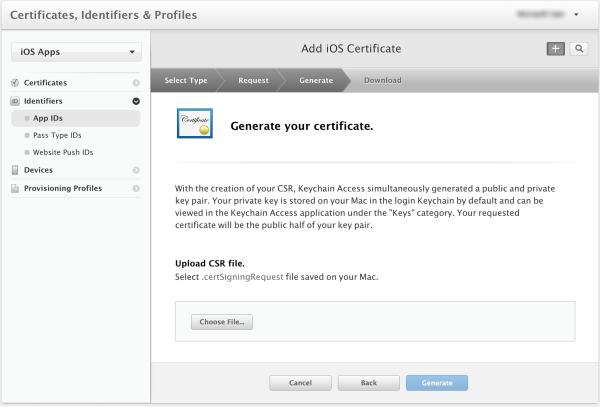 Certificates, Identifiers & Profiles
iOS Apps
Add iOS Certificate
Select Type
Request
Generate
Download
Certificates
Identifiers
App IDs
Pass Type IDs
Website Push IDs
Devices
Provisioning Profiles
Certificate
Generate your certificate.
With the creation of your CSR, Keychain Access simultaneously generated a public and private
key pair. Your private key is stored on your Mac in the login Keychain by default and can be
viewed in the Keychain Access application under the "Keys" category. Your requested
certificate will be the public half of your key pair.
Upload CSR file.
Select .certSigningRequest file saved on your Mac.
Choose File...
Cancel
Back
Generate